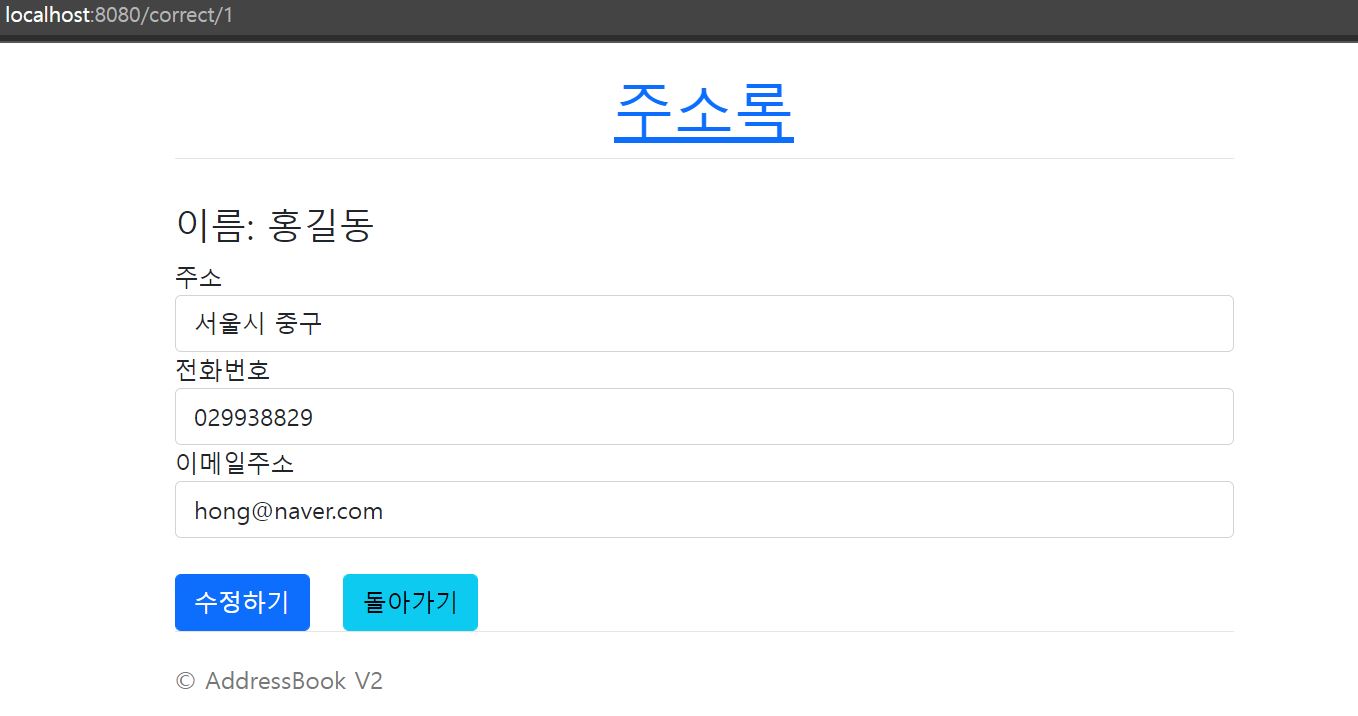 localhost:8080/correct/1
주소록
이름: 홍길동
주소
서울시 중구
전화번호
029938829
이메일주소
hong@naver.com
수정하기 돌아가기
© AddressBook V2